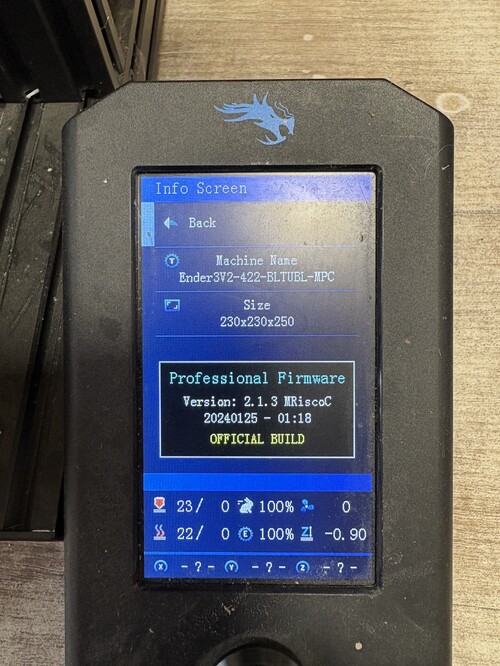 Info Screen
Back
Machine Name
Ender3V2-422-BLTUBL-MPC
Size
230x230x250
Professional Firmware
Version: 2.1.3 MRiscoC
20240125 - 01:18
OFFICIAL BUILD
23/ 0 100% 0
22/ 0 E 100% Z -0.90
X -?- Y -?- Z -?-